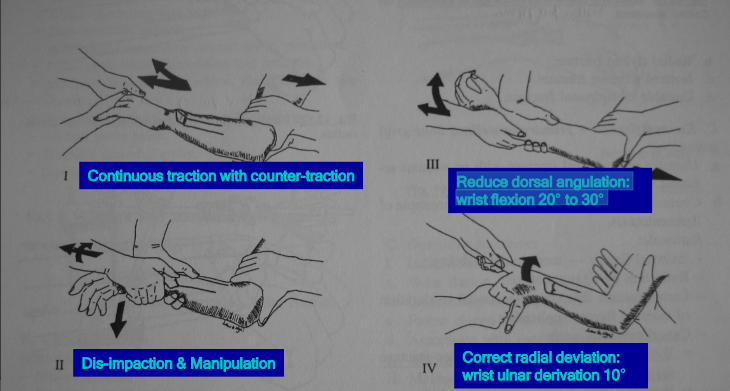 I
Continuous traction with counter-traction
III
Reduce dorsal angulation:
wrist flexion 20° to 30°
II
Dis-impaction & Manipulation
IV
Correct radial deviation:
wrist ulnar derivation 10°